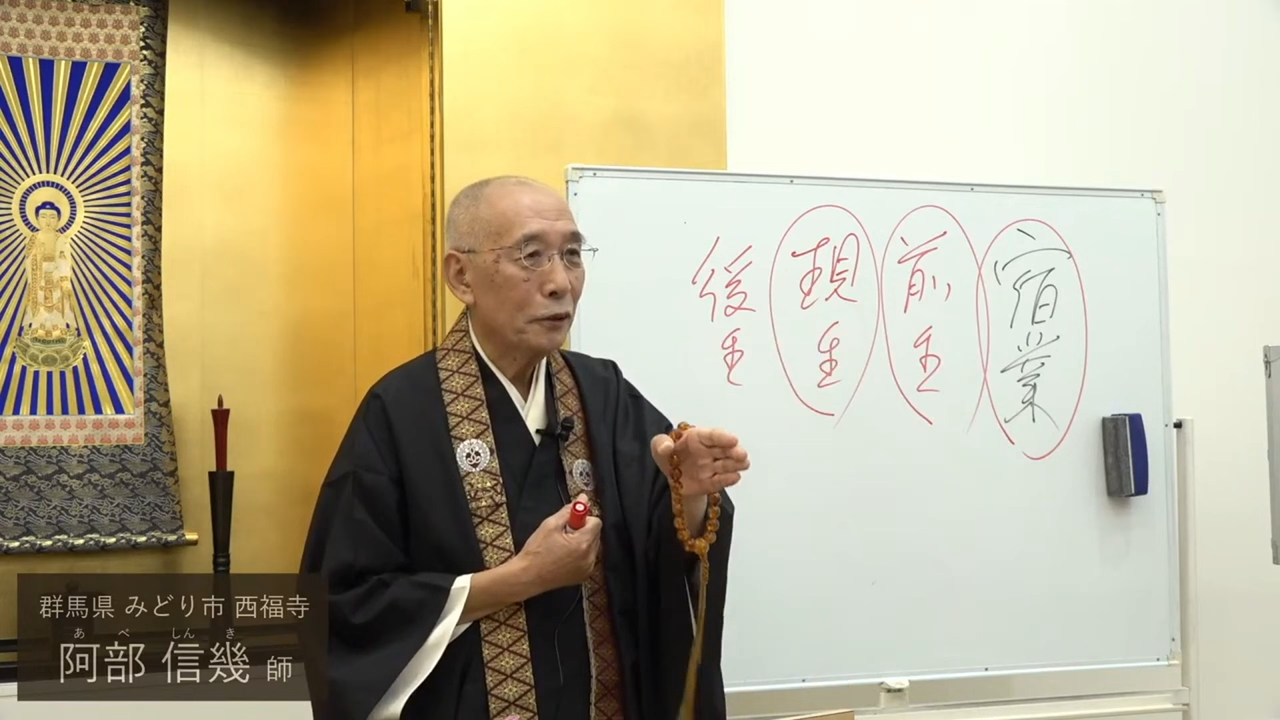 宿業
前生
現生
後生
群馬県 みどり市 西福寺
あべ しんき
阿部 信幾 師